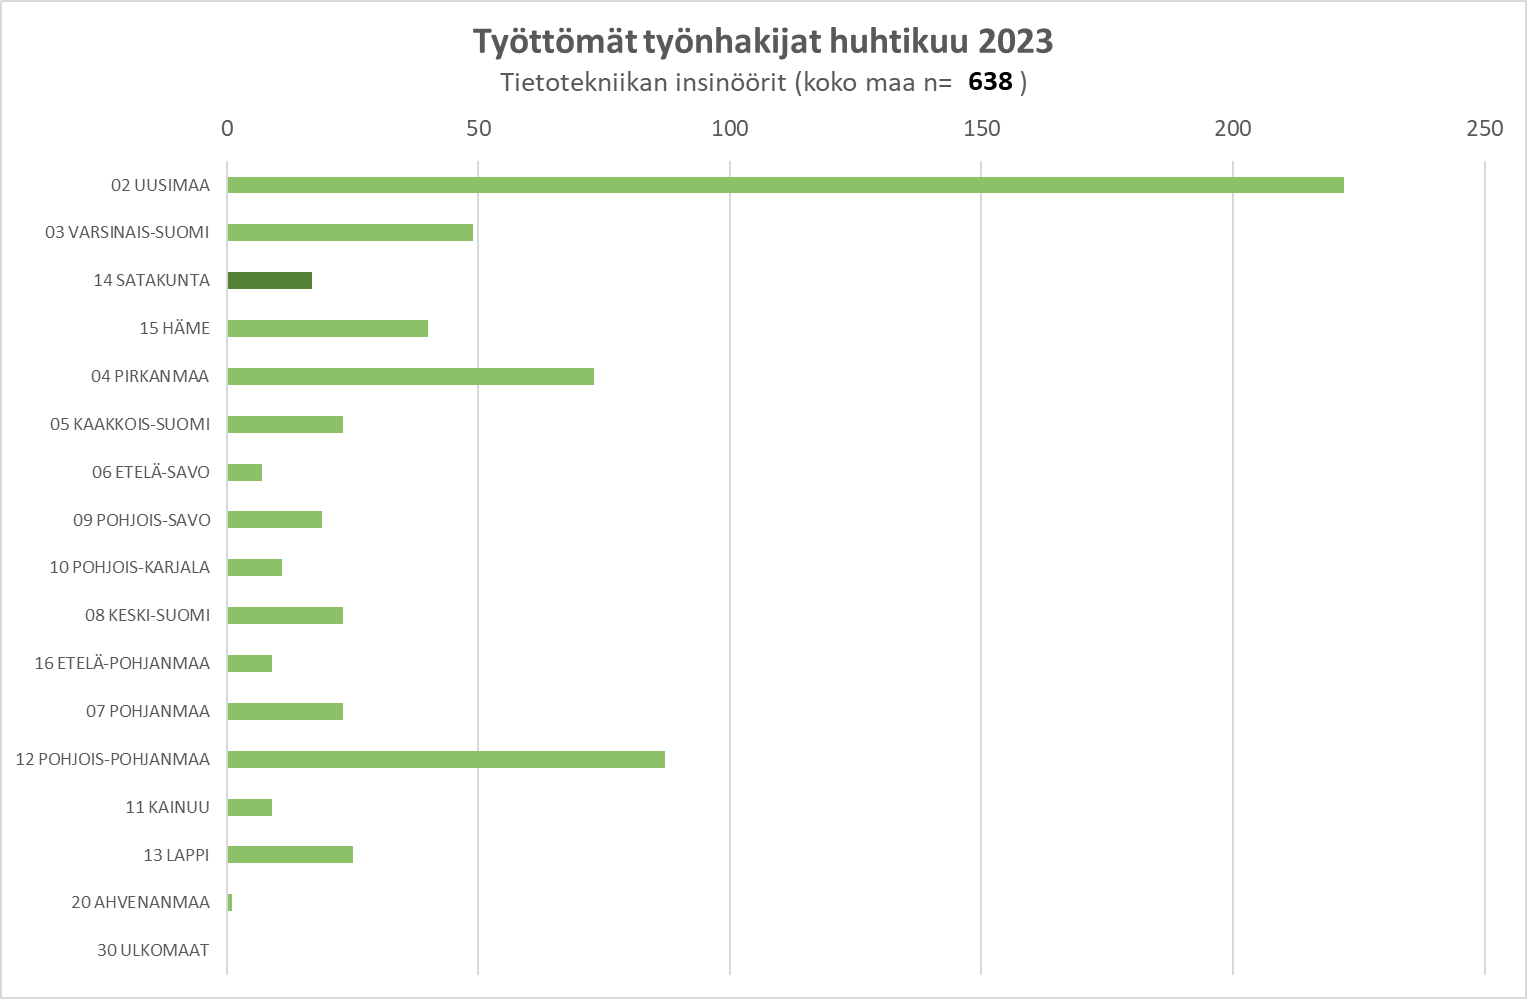 Työttömät työnhakijat huhtikuu 2023
Tietotekniikan insinöörit (koko maa n= 638 )
0 50 100 150 200 250
02 UUSIMAA
03 VARSINAIS-SUOMI
14 SATAKUNTA
15 HÄME
04 PIRKANMAA
05 KAAKKOIS-SUOMI
06 ETELÄ-SAVO
09 POHJOIS-SAVO
10 POHJOIS-KARJALA
08 KESKI-SUOMI
16 ETELÄ-POHJANMAA
07 POHJANMAA
12 POHJOIS-POHJANMAA
11 KAINUU
13 LAPPI
20 AHVENANMAA
30 ULKOMAAT